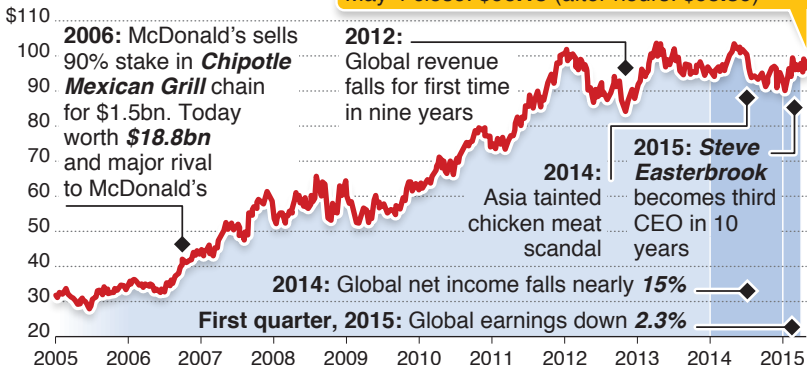 $110
100
90
80
70
60
50
40
30
20
2006: McDonald's sells
90% stake in Chipotle
Mexican Grill chain
for $1.5bn. Today
worth $18.8bn
and major rival
to McDonald's
2012:
Global revenue
falls for first time
in nine years
2014:
Asia tainted
chicken meat
scandal
2015: Steve
Easterbrook
becomes third
CEO in 10
years
2014: Global net income falls nearly 15%
First quarter, 2015: Global earnings down 2.3%
2005 2006 2007 2008 2009 2010 2011 2012 2013 2014 2015